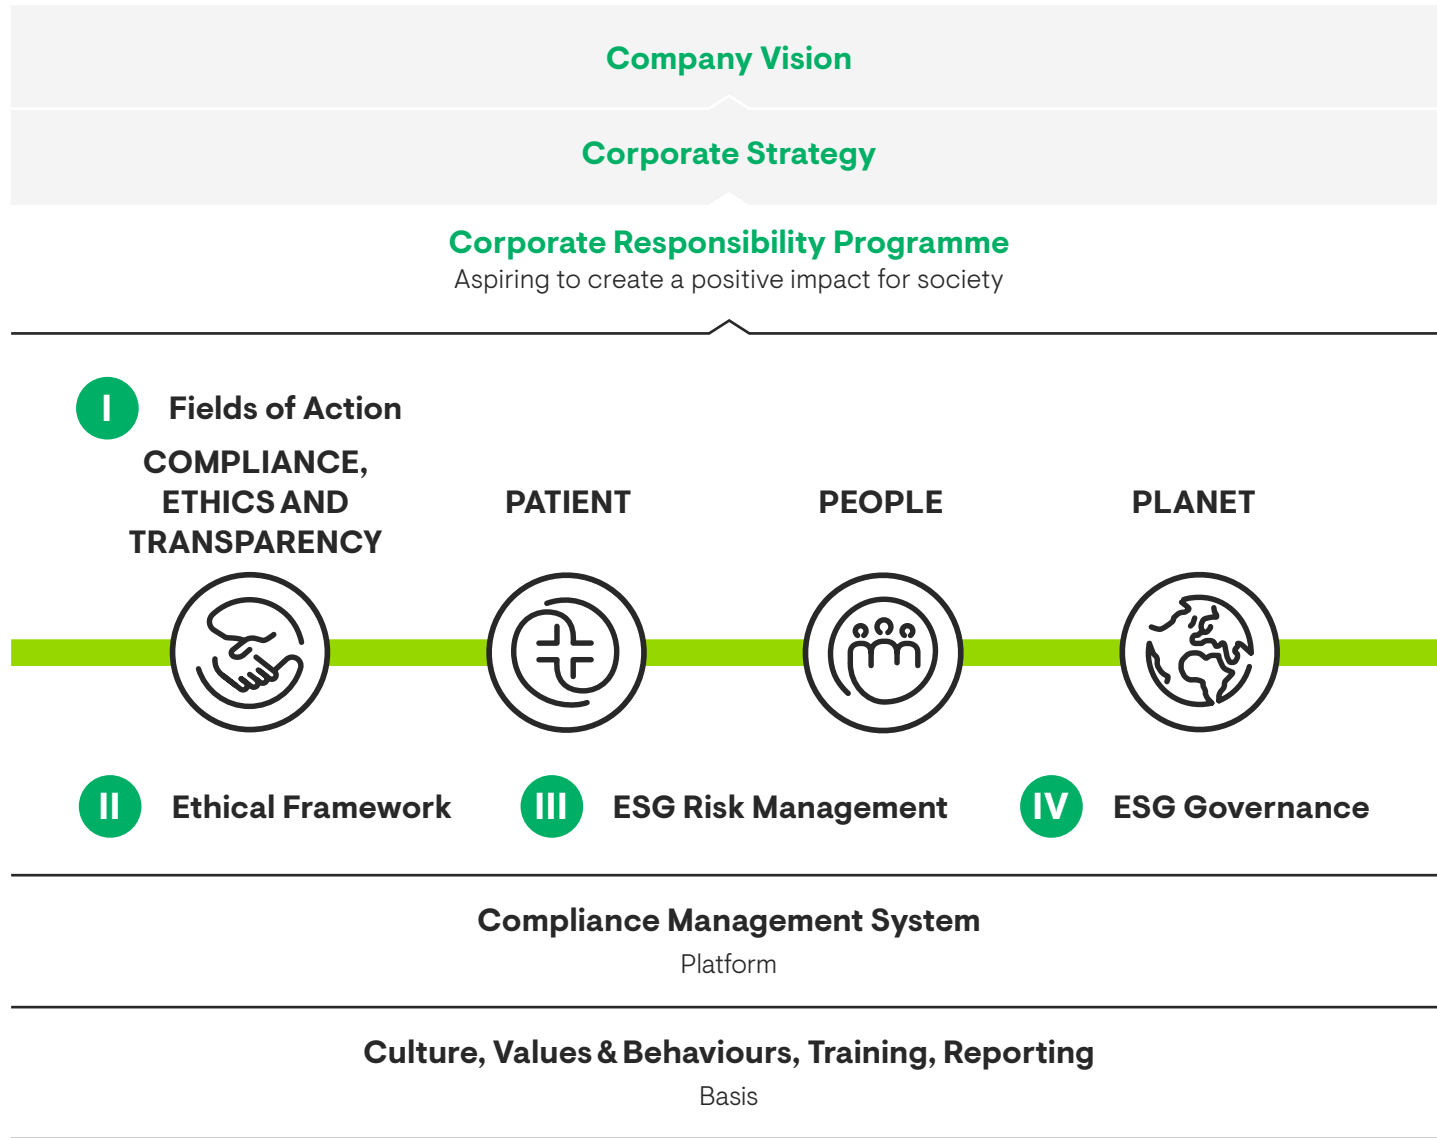 Company Vision
Corporate Strategy
Corporate Responsibility Programme
Aspiring to create a positive impact for society
I Fields of Action
COMPLIANCE,
ETHICS AND
TRANSPARENCY
PATIENT
PEOPLE
PLANET
II Ethical Framework
III ESG Risk Management
IV ESG Governance
Compliance Management System
Platform
Culture, Values & Behaviours, Training, Reporting
Basis